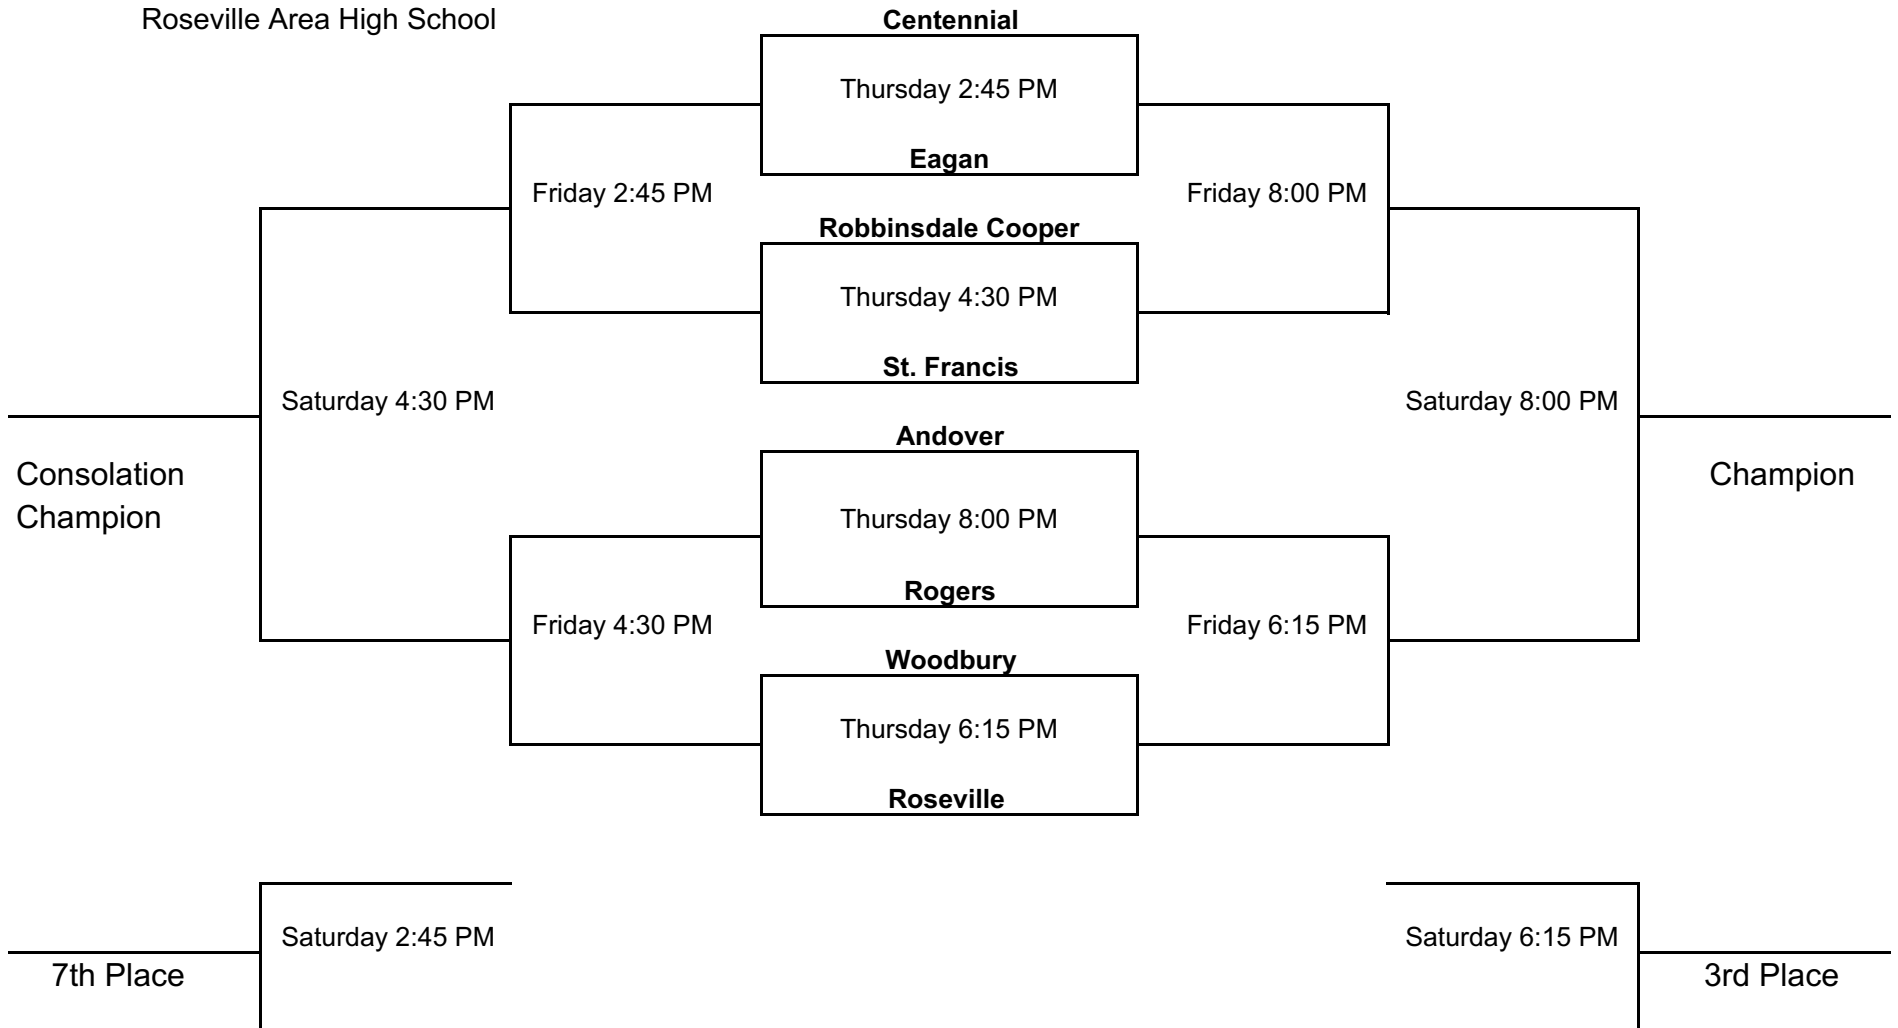 Roseville Area High School
Centennial
Thursday 2:45 PM
Eagan
Friday 2:45 PM
Friday 8:00 PM
Robbinsdale Cooper
Thursday 4:30 PM
St. Francis
Saturday 4:30 PM
Saturday 8:00 PM
Andover
Consolation
Champion
Champion
Thursday 8:00 PM
Rogers
Friday 4:30 PM
Friday 6:15 PM
Woodbury
Thursday 6:15 PM
Roseville
Saturday 2:45 PM
Saturday 6:15 PM
7th Place
3rd Place